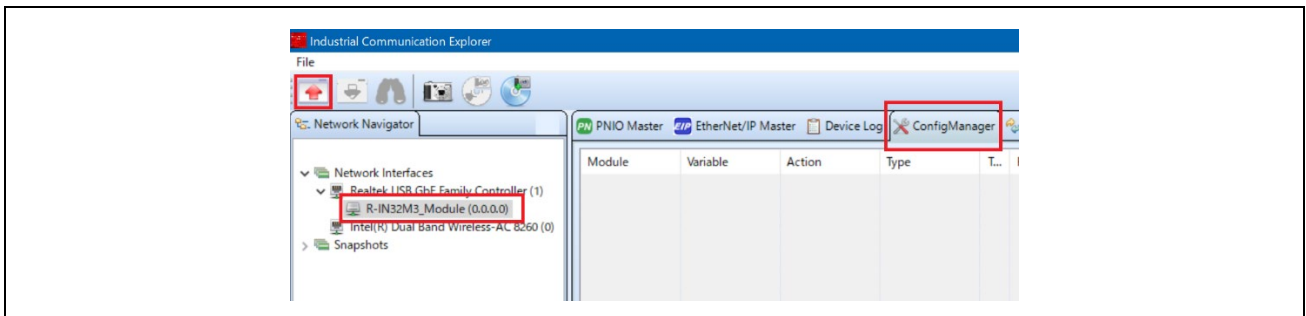 Industrial Communication Explorer
File
Network Navigator
PNIO Master EtherNet/IP Master Device Log ConfigManager
Module Variable Action Type T...
Network Interfaces
Realtek USB GbE Family Controller (1)
R-IN32M3_Module (0.0.0.0)
Intel(R) Dual Band Wireless-AC 8260 (0)
Snapshots